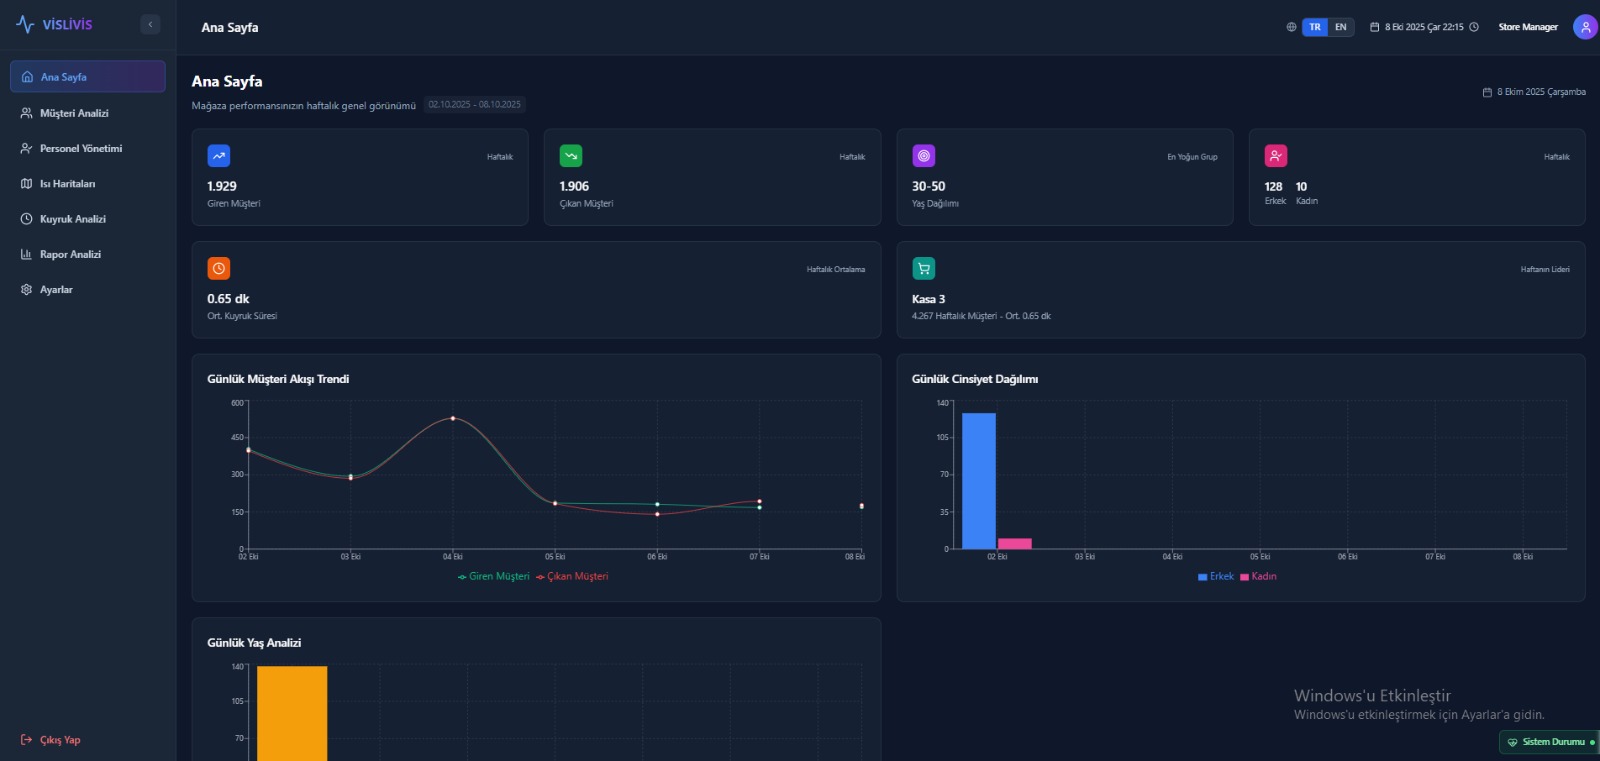 VİSLİVİS
Ana Sayfa
Müşteri Analizi
Personel Yönetimi
Isı Haritaları
Kuyruk Analizi
Rapor Analizi
Ayarlar
Çıkış Yap
Ana Sayfa
TR EN 8 Eki 2025 Çar 22:15 Store Manager
Ana Sayfa
Mağaza performansınızın haftalık genel görünümü 02.10.2025 - 08.10.2025
8 Ekim 2025 Çarşamba
Haftalık
1.929
Giren Müşteri
Haftalık
1.906
Çıkan Müşteri
En Yoğun Grup
30-50
Yaş Dağılımı
Haftalık
128 10
Erkek Kadın
Haftalık Ortalama
0.65 dk
Ort. Kuyruk Süresi
Haftanın Lideri
Kasa 3
4.267 Haftalık Müşteri - Ort. 0.65 dk
Günlük Müşteri Akışı Trendi
600
450
300
150
0
02 Eki 03 Eki 04 Eki 05 Eki 06 Eki 07 Eki 08 Eki
Giren Müşteri Çıkan Müşteri
Günlük Cinsiyet Dağılımı
140
105
70
35
0
02 Eki 03 Eki 04 Eki 05 Eki 06 Eki 07 Eki 08 Eki
Erkek Kadın
Günlük Yaş Analizi
140
105
70
Windows'u Etkinleştir
Windows'u etkinleştirmek için Ayarlar'a gidin.
Sistem Durumu